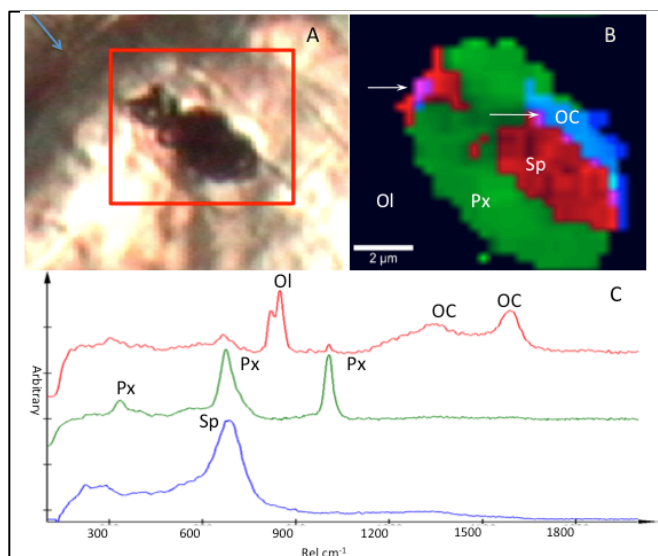 A
B
OC
Sp
Ol
Px
2 µm
C
Ol
OC
OC
Px
Px
Px
Sp
Arbitrary
300
600
900
1200
1500
1800
Rel cm-1